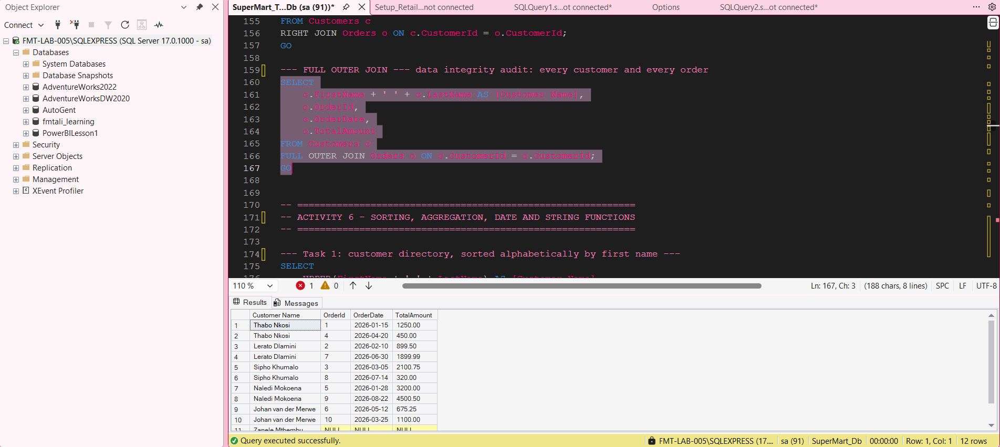 Object Explorer
Connect
FMT-LAB-005\SQLEXPRESS (SQL Server 17.0.1000 - sa)
Databases
System Databases
Database Snapshots
AdventureWorks2022
AdventureWorksDW2020
AutoGent
fmtali_learning
PowerBILesson1
Security
Server Objects
Replication
Management
XEvent Profiler
SuperMart_T...Db (sa (91))*
Setup_Retail...not connected
SQLQuery1.s...ot connected*
Options
SQLQuery2.s...ot connected*
155 FROM Customers c
156 RIGHT JOIN Orders o ON c.CustomerId = o.CustomerId;
157 GO
158
159 --- FULL OUTER JOIN --- data integrity audit: every customer and every order
160 SELECT
161 c.FirstName + ' ' + c.LastName AS [Customer Name],
162 o.OrderId,
163 o.OrderDate,
164 o.TotalAmount
165 FROM Customers c
166 FULL OUTER JOIN Orders o ON c.CustomerId = o.CustomerId;
167 GO
168
169
170 -- ============================================================
171 -- ACTIVITY 6 - SORTING, AGGREGATION, DATE AND STRING FUNCTIONS
172 -- ============================================================
173
174 --- Task 1: customer directory, sorted alphabetically by first name ---
175 SELECT
176 UPPER(FirstName + ' ' + LastName) AS [Customer Name],
110 % 1 0 Ln: 167, Ch: 3 (188 chars, 8 lines) SPC LF UTF-8
Results Messages
Customer Name OrderId OrderDate TotalAmount
1 Thabo Nkosi 1 2026-01-15 1250.00
2 Thabo Nkosi 4 2026-04-20 450.00
3 Lerato Dlamini 2 2026-02-10 899.50
4 Lerato Dlamini 7 2026-06-30 1899.99
5 Sipho Khumalo 3 2026-03-05 2100.75
6 Sipho Khumalo 8 2026-07-14 320.00
7 Naledi Mokoena 5 2026-01-28 3200.00
8 Naledi Mokoena 9 2026-08-22 4500.50
9 Johan van der Merwe 6 2026-05-12 675.25
10 Johan van der Merwe 10 2026-03-25 1100.00
11 Zanele Mthembu NULL NULL NULL
Query executed successfully. FMT-LAB-005\SQLEXPRESS (17.... sa (91) SuperMart_Db 00:00:00 Row: 1, Col: 1 12 rows